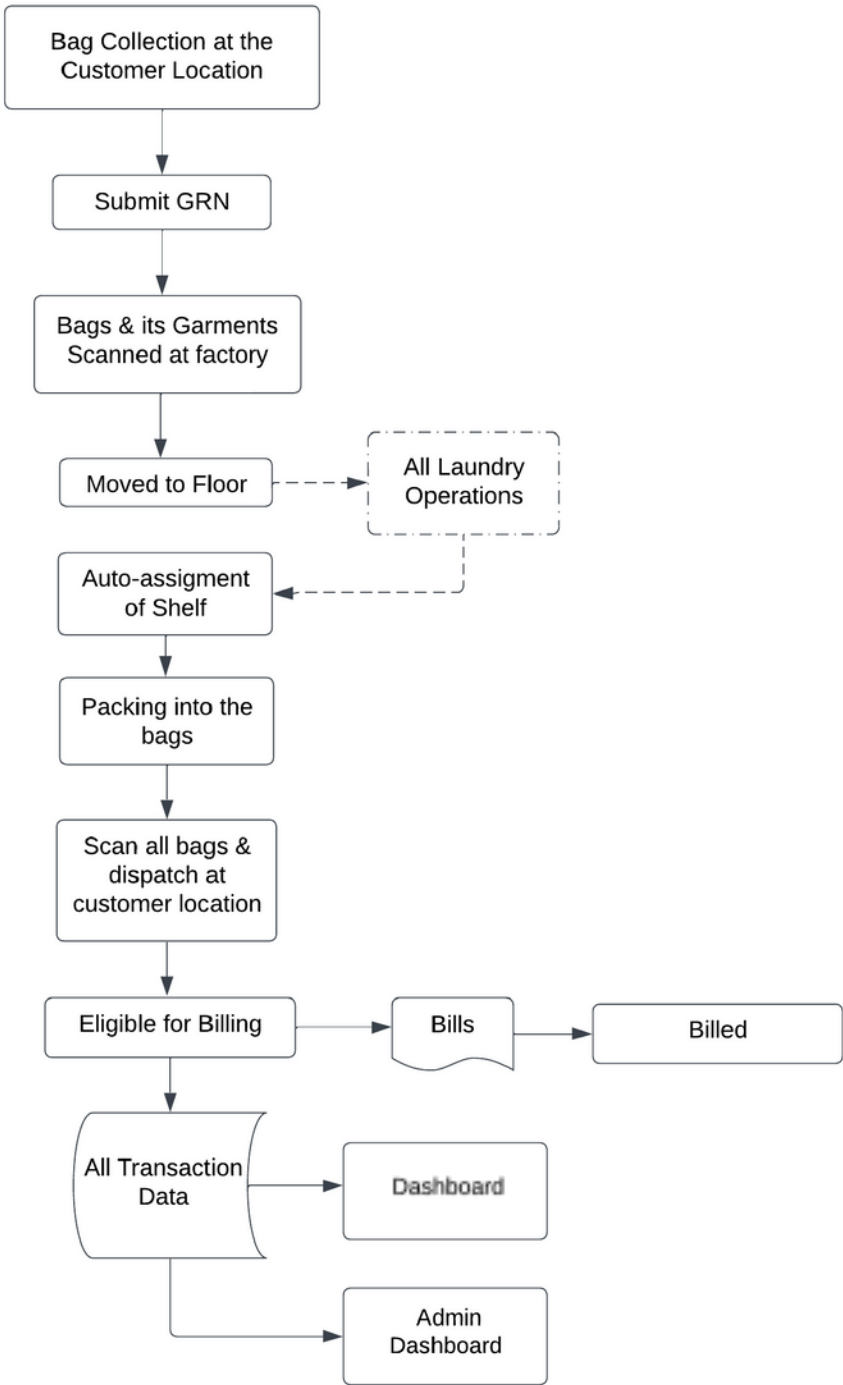 Bag Collection at the
Customer Location
Submit GRN
Bags & its Garments
Scanned at factory
Moved to Floor
All Laundry
Operations
Auto-assigment
of Shelf
Packing into the
bags
Scan all bags &
dispatch at
customer location
Eligible for Billing
Bills
Billed
All Transaction
Data
Dashboard
Admin
Dashboard